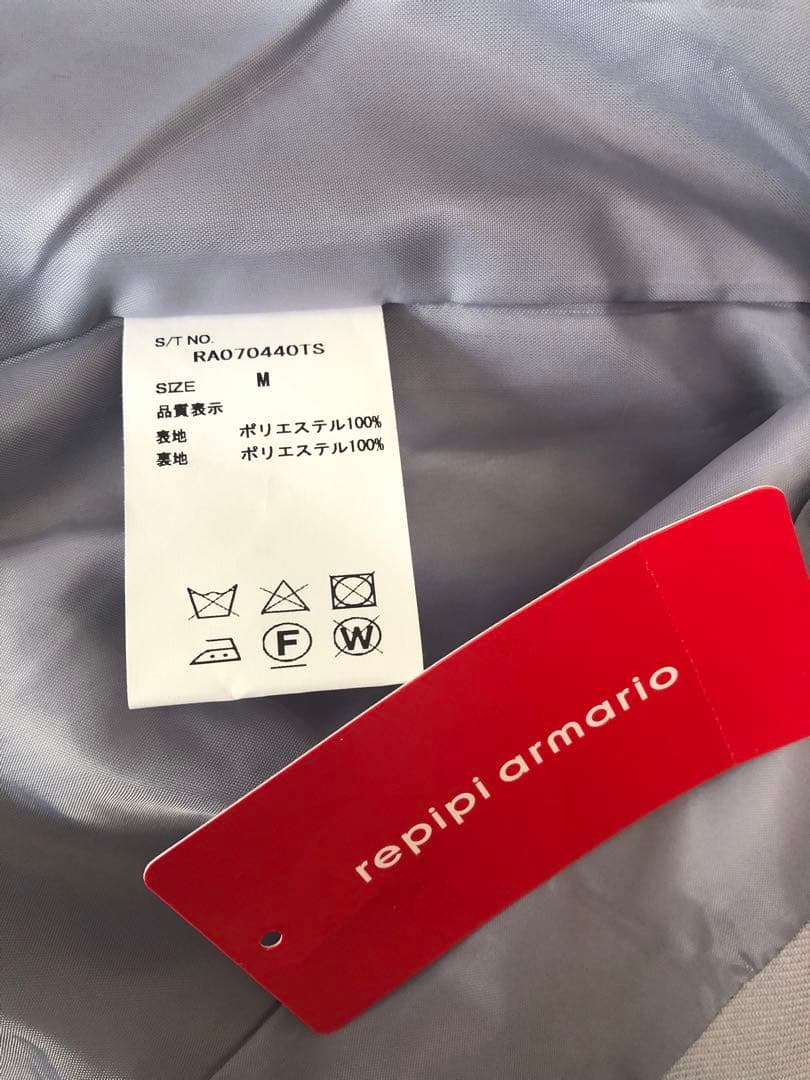 S/T NO.
RA070440TS
SIZE M
品質表示
表地 ポリエステル100%
裏地 ポリエステル100%
F W
repipi armario